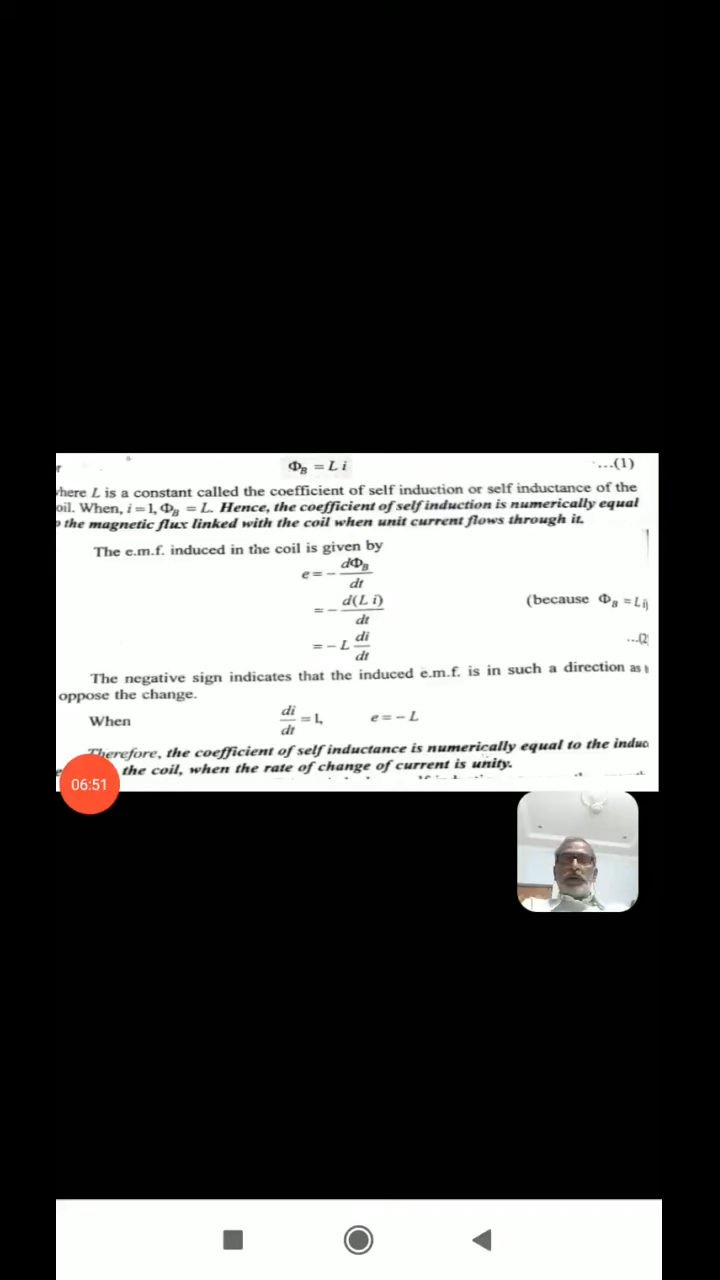 Φ_B = L i ...(1)
here L is a constant called the coefficient of self induction or self inductance of the
oil. When, i = 1, Φ_B = L. Hence, the coefficient of self induction is numerically equal
the magnetic flux linked with the coil when unit current flows through it.
The e.m.f. induced in the coil is given by
e = − dΦ_B/dt
= − d(L i)/dt (because Φ_B = L i)
= − L di/dt ...(2
The negative sign indicates that the induced e.m.f. is in such a direction as
oppose the change.
When di/dt = 1, e = − L
Therefore, the coefficient of self inductance is numerically equal to the induc
the coil, when the rate of change of current is unity.
06:51